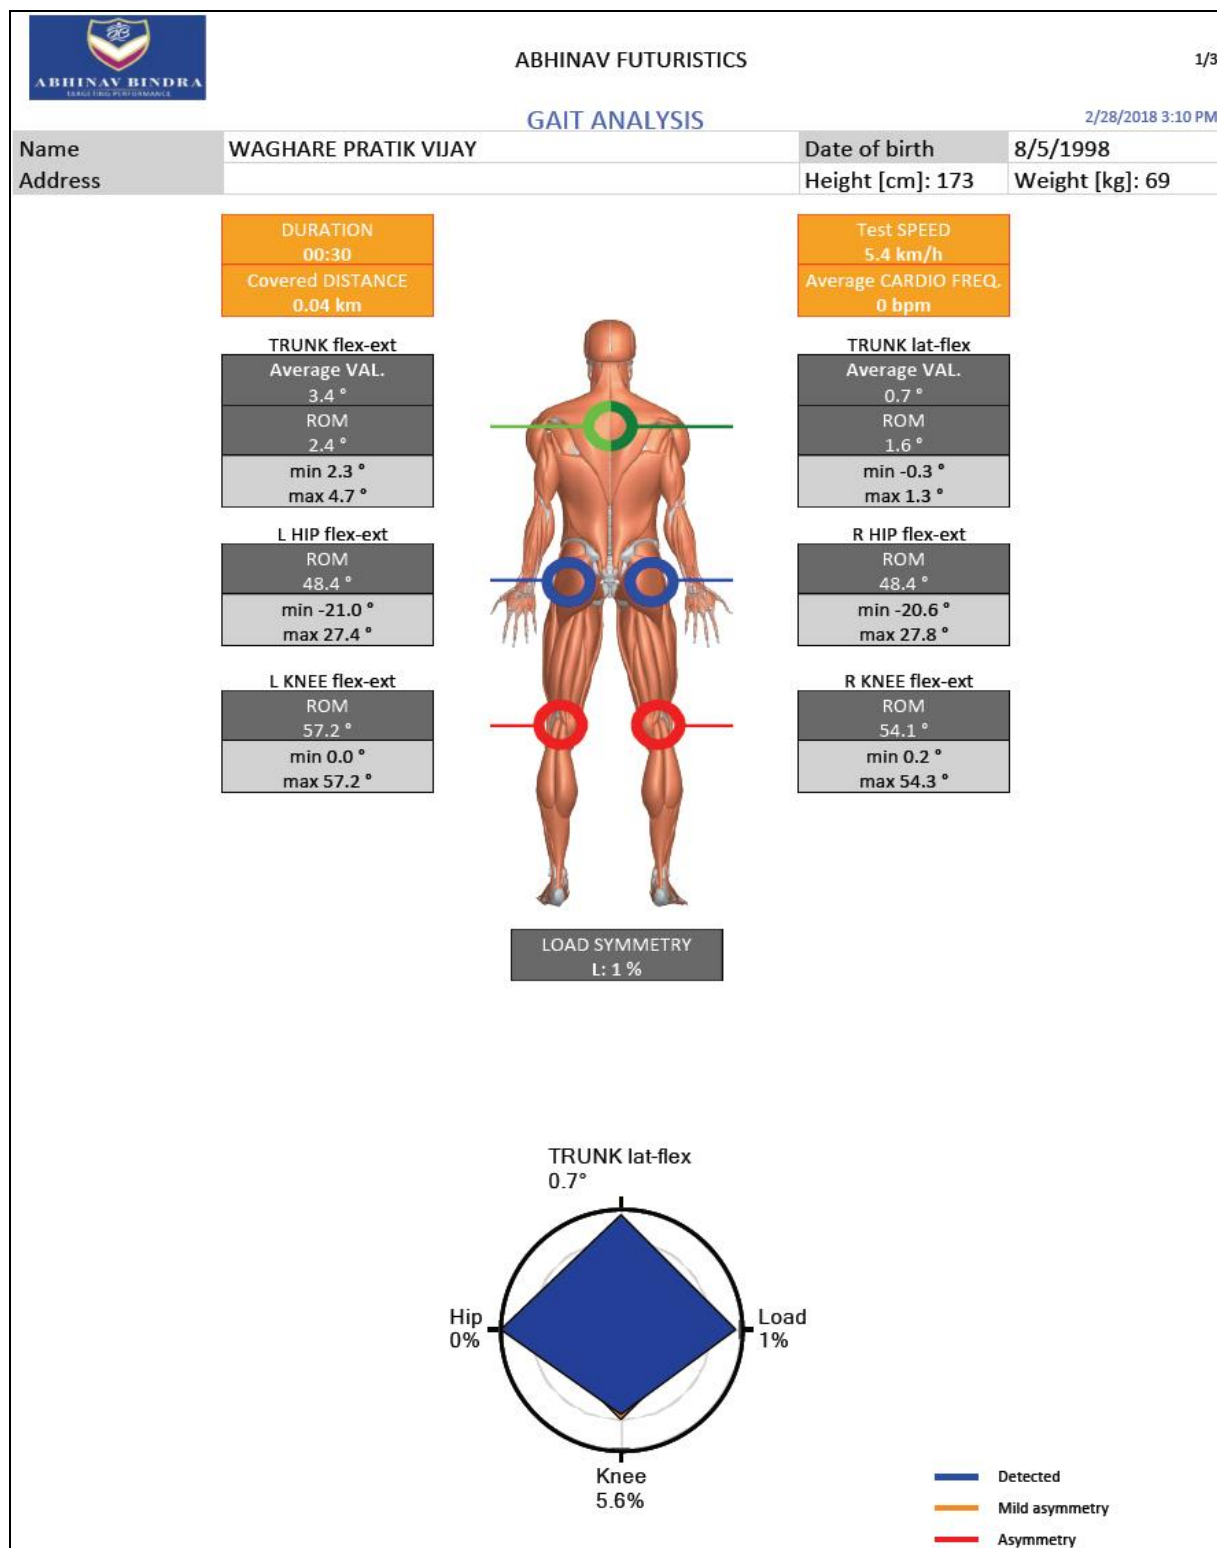 ABHINAV BINDRA
TARGETING PERFORMANCE
ABHINAV FUTURISTICS
1/3
GAIT ANALYSIS
2/28/2018 3:10 PM
Name WAGHARE PRATIK VIJAY Date of birth 8/5/1998
Address Height [cm]: 173 Weight [kg]: 69
DURATION
00:30
Covered DISTANCE
0.04 km
Test SPEED
5.4 km/h
Average CARDIO FREQ.
0 bpm
TRUNK flex-ext
Average VAL.
3.4 °
ROM
2.4 °
min 2.3 °
max 4.7 °
TRUNK lat-flex
Average VAL.
0.7 °
ROM
1.6 °
min -0.3 °
max 1.3 °
L HIP flex-ext
ROM
48.4 °
min -21.0 °
max 27.4 °
R HIP flex-ext
ROM
48.4 °
min -20.6 °
max 27.8 °
L KNEE flex-ext
ROM
57.2 °
min 0.0 °
max 57.2 °
R KNEE flex-ext
ROM
54.1 °
min 0.2 °
max 54.3 °
LOAD SYMMETRY
L: 1 %
TRUNK lat-flex
0.7°
Hip
0%
Load
1%
Knee
5.6%
Detected
Mild asymmetry
Asymmetry